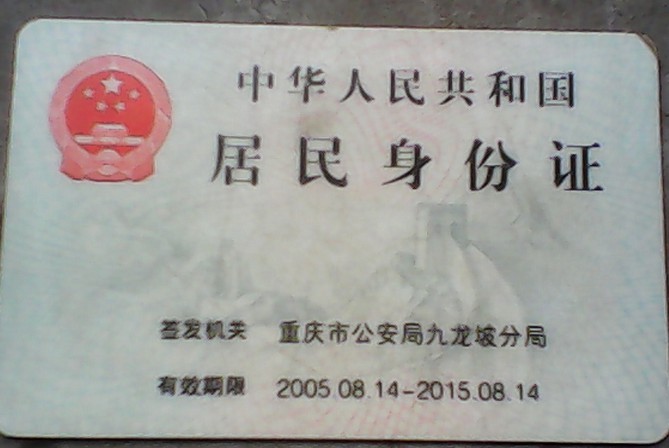 中华人民共和国
居民身份证
签发机关 重庆市公安局九龙坡分局
有效期限 2005.08.14-2015.08.14